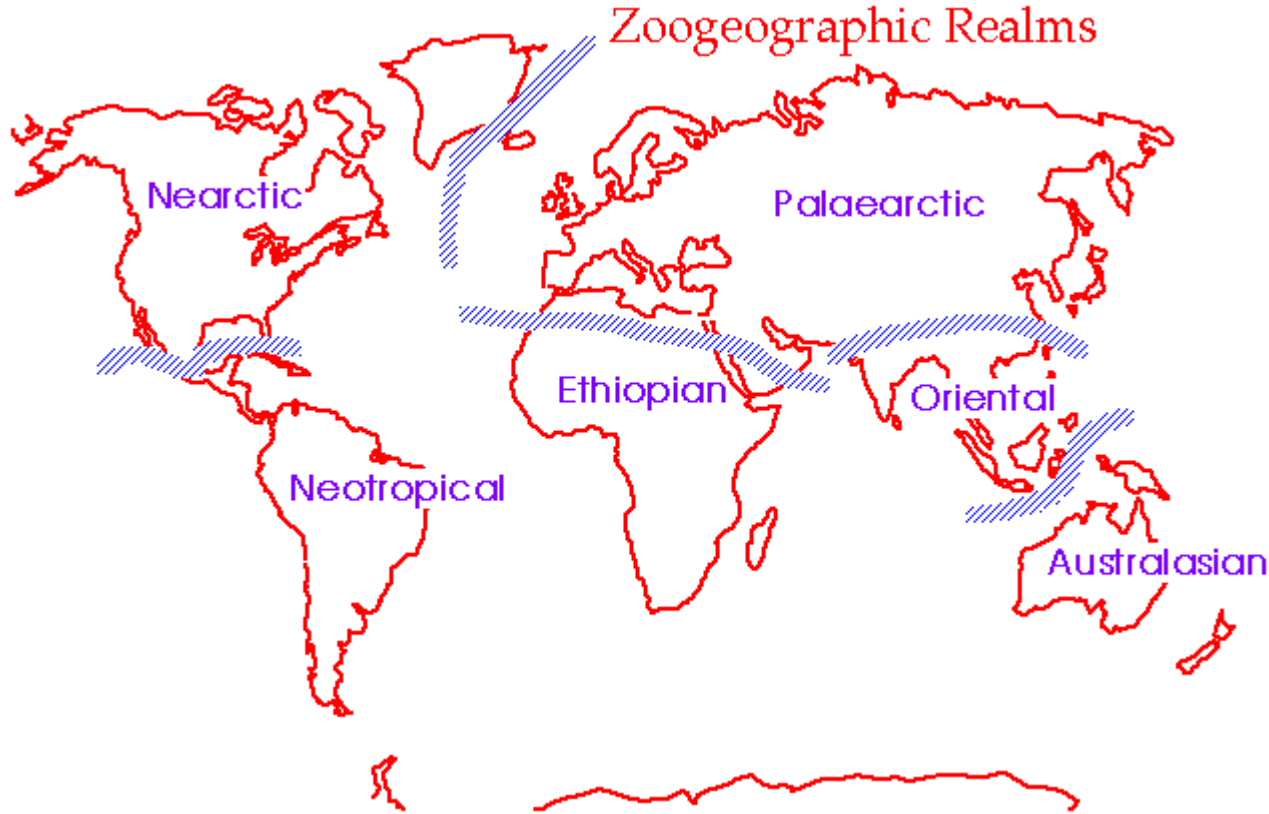 Zoogeographic Realms
Nearctic
Palaearctic
Ethiopian
Oriental
Neotropical
Australasian